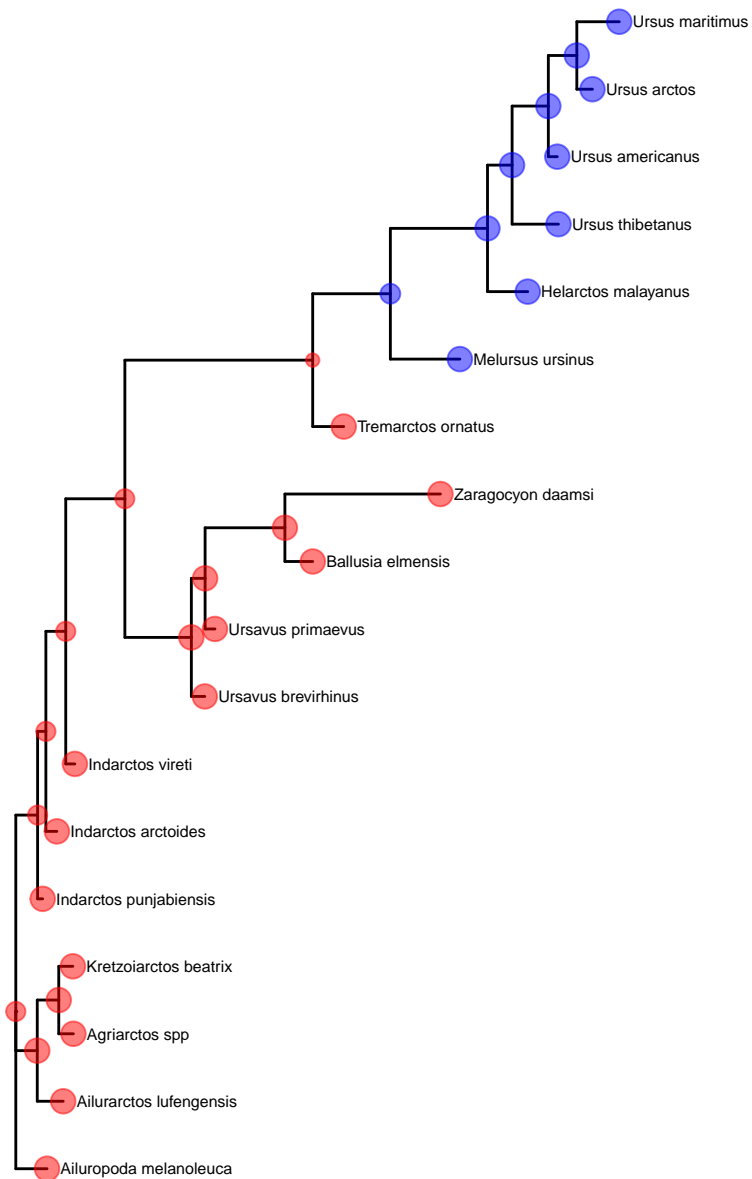 Ursus maritimus
Ursus arctos
Ursus americanus
Ursus thibetanus
Helarctos malayanus
Melursus ursinus
Tremarctos ornatus
Zaragocyon daamsi
Ballusia elmensis
Ursavus primaevus
Ursavus brevirhinus
Indarctos vireti
Indarctos arctoides
Indarctos punjabiensis
Kretzoiarctos beatrix
Agriarctos spp
Ailurarctos lufengensis
Ailuropoda melanoleuca